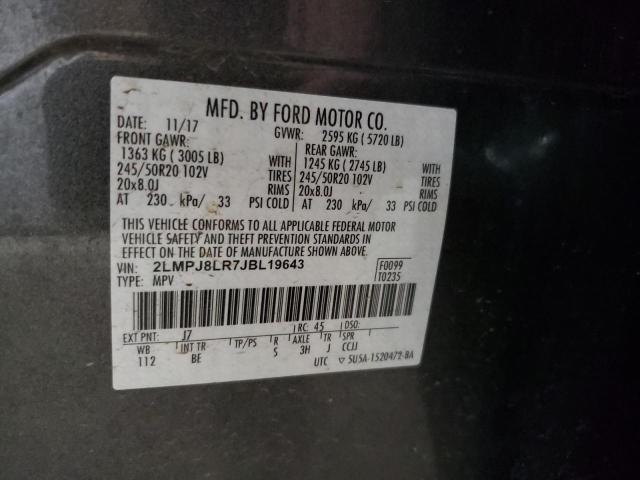 MFD. BY FORD MOTOR CO.
DATE: 11/17 GVWR: 2595 KG ( 5720 LB)
FRONT GAWR: REAR GAWR:
1363 KG ( 3005 LB) WITH 1245 KG ( 2745 LB) WITH
245/50R20 102V TIRES 245/50R20 102V TIRES
20x8.0J RIMS 20x8.0J RIMS
AT 230 kPa/ 33 PSI COLD AT 230 kPa/ 33 PSI COLD
THIS VEHICLE CONFORMS TO ALL APPLICABLE FEDERAL MOTOR
VEHICLE SAFETY AND THEFT PREVENTION STANDARDS IN
EFFECT ON THE DATE OF MANUFACTURE SHOWN ABOVE.
VIN: 2LMPJ8LR7JBL19643 F0099
TYPE: MPV T0235
EXT PNT: J7 RC: 45 DSO:
WB INT TR TP/PS R AXLE TR SPR
112 BE S 3H J CCJJ
UTC 5U5A-1520472-BA